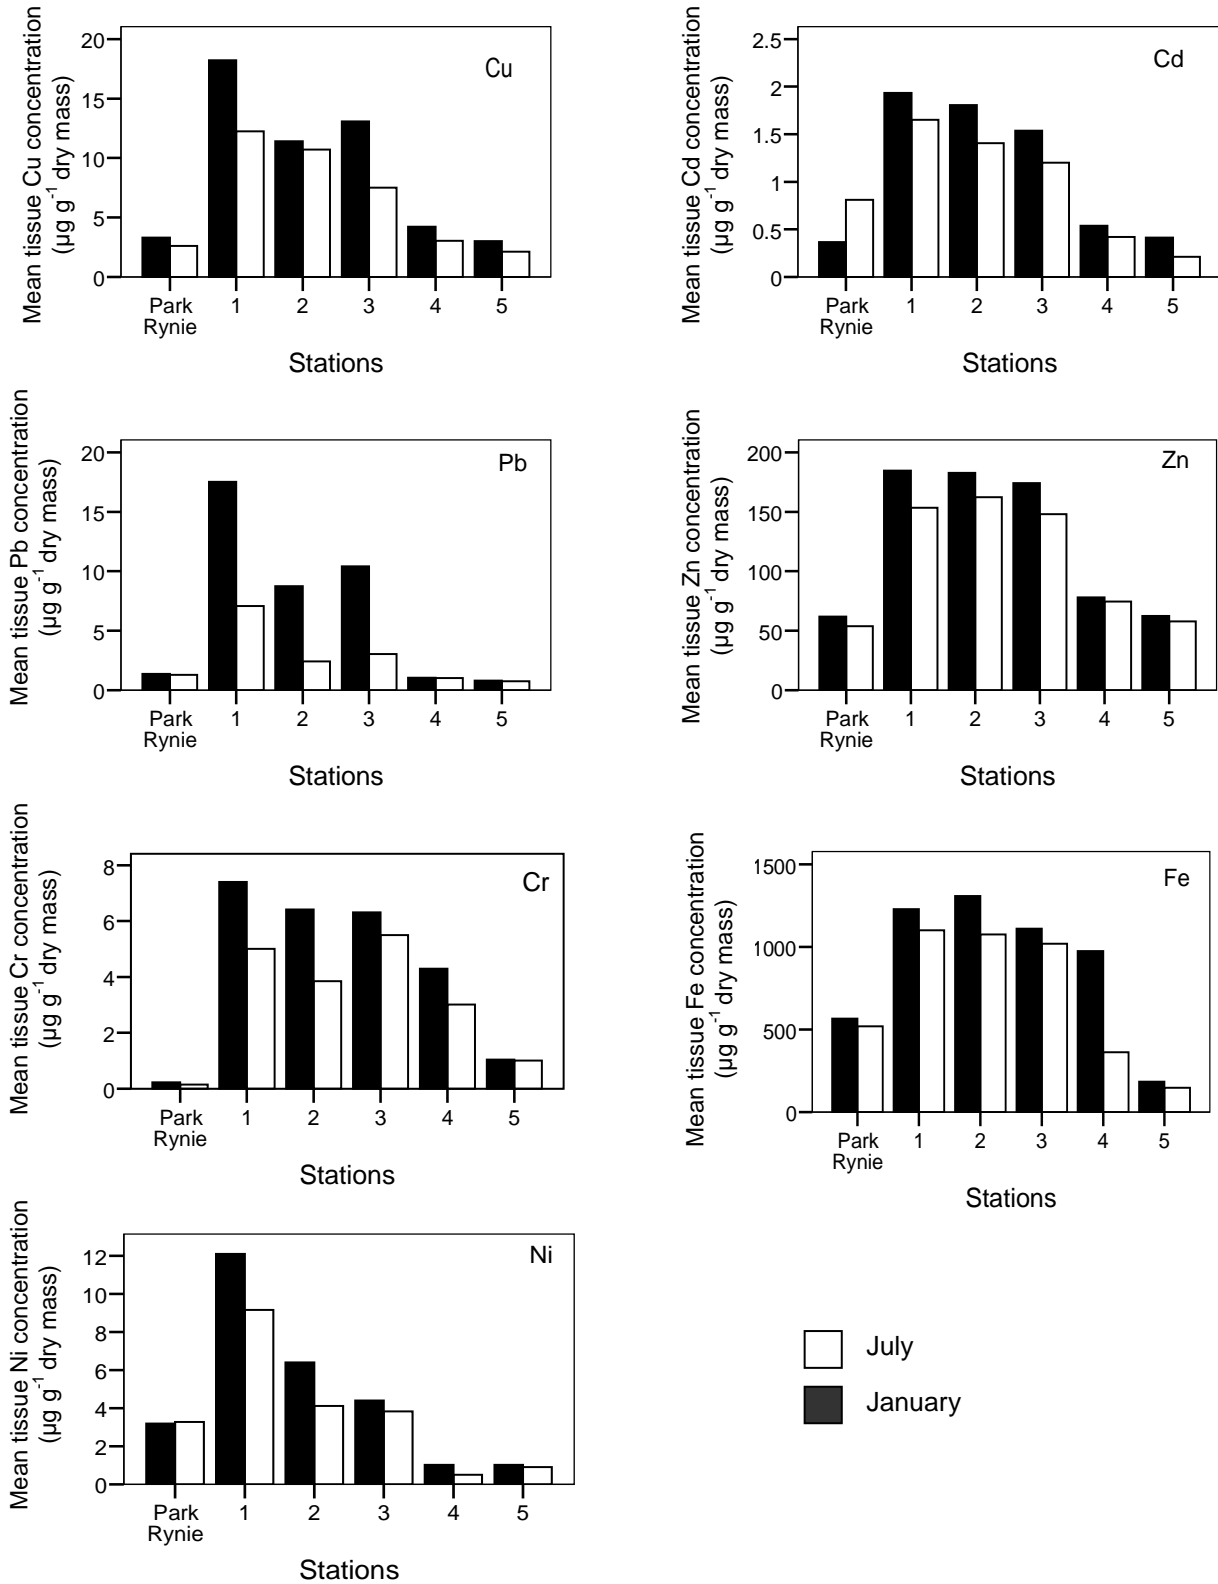 Mean tissue Cu concentration
(µg g-1 dry mass)
20
15
10
5
0
Cu
Park
Rynie
1
2
3
4
5
Stations
Mean tissue Cd concentration
(µg g-1 dry mass)
2.5
2
1.5
1
0.5
0
Cd
Park
Rynie
1
2
3
4
5
Stations
Mean tissue Pb concentration
(µg g-1 dry mass)
20
15
10
5
0
Pb
Park
Rynie
1
2
3
4
5
Stations
Mean tissue Zn concentration
(µg g-1 dry mass)
200
150
100
50
0
Zn
Park
Rynie
1
2
3
4
5
Stations
Mean tissue Cr concentration
(µg g-1 dry mass)
8
6
4
2
0
Cr
Park
Rynie
1
2
3
4
5
Stations
Mean tissue Fe concentration
(µg g-1 dry mass)
1500
1000
500
0
Fe
Park
Rynie
1
2
3
4
5
Stations
Mean tissue Ni concentration
(µg g-1 dry mass)
12
10
8
6
4
2
0
Ni
Park
Rynie
1
2
3
4
5
Stations
July
January